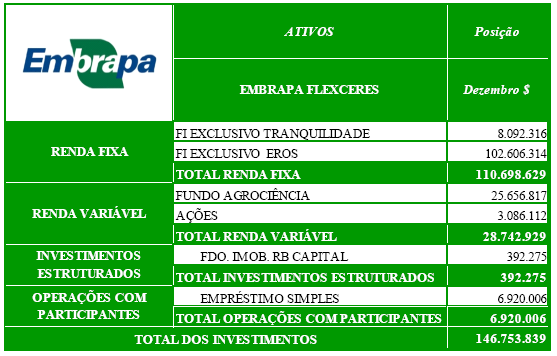 Embrapa
ATIVOS Posição
EMBRAPA FLEXCERES Dezembro $
RENDA FIXA
FI EXCLUSIVO TRANQUILIDADE 8.092.316
FI EXCLUSIVO EROS 102.606.314
TOTAL RENDA FIXA 110.698.629
RENDA VARIÁVEL
FUNDO AGROCIÊNCIA 25.656.817
AÇÕES 3.086.112
TOTAL RENDA VARIÁVEL 28.742.929
INVESTIMENTOS
ESTRUTURADOS
FDO. IMOB. RB CAPITAL 392.275
TOTAL INVESTIMENTOS ESTRUTURADOS 392.275
OPERAÇÕES COM
PARTICIPANTES
EMPRÉSTIMO SIMPLES 6.920.006
TOTAL OPERAÇÕES COM PARTICIPANTES 6.920.006
TOTAL DOS INVESTIMENTOS 146.753.839